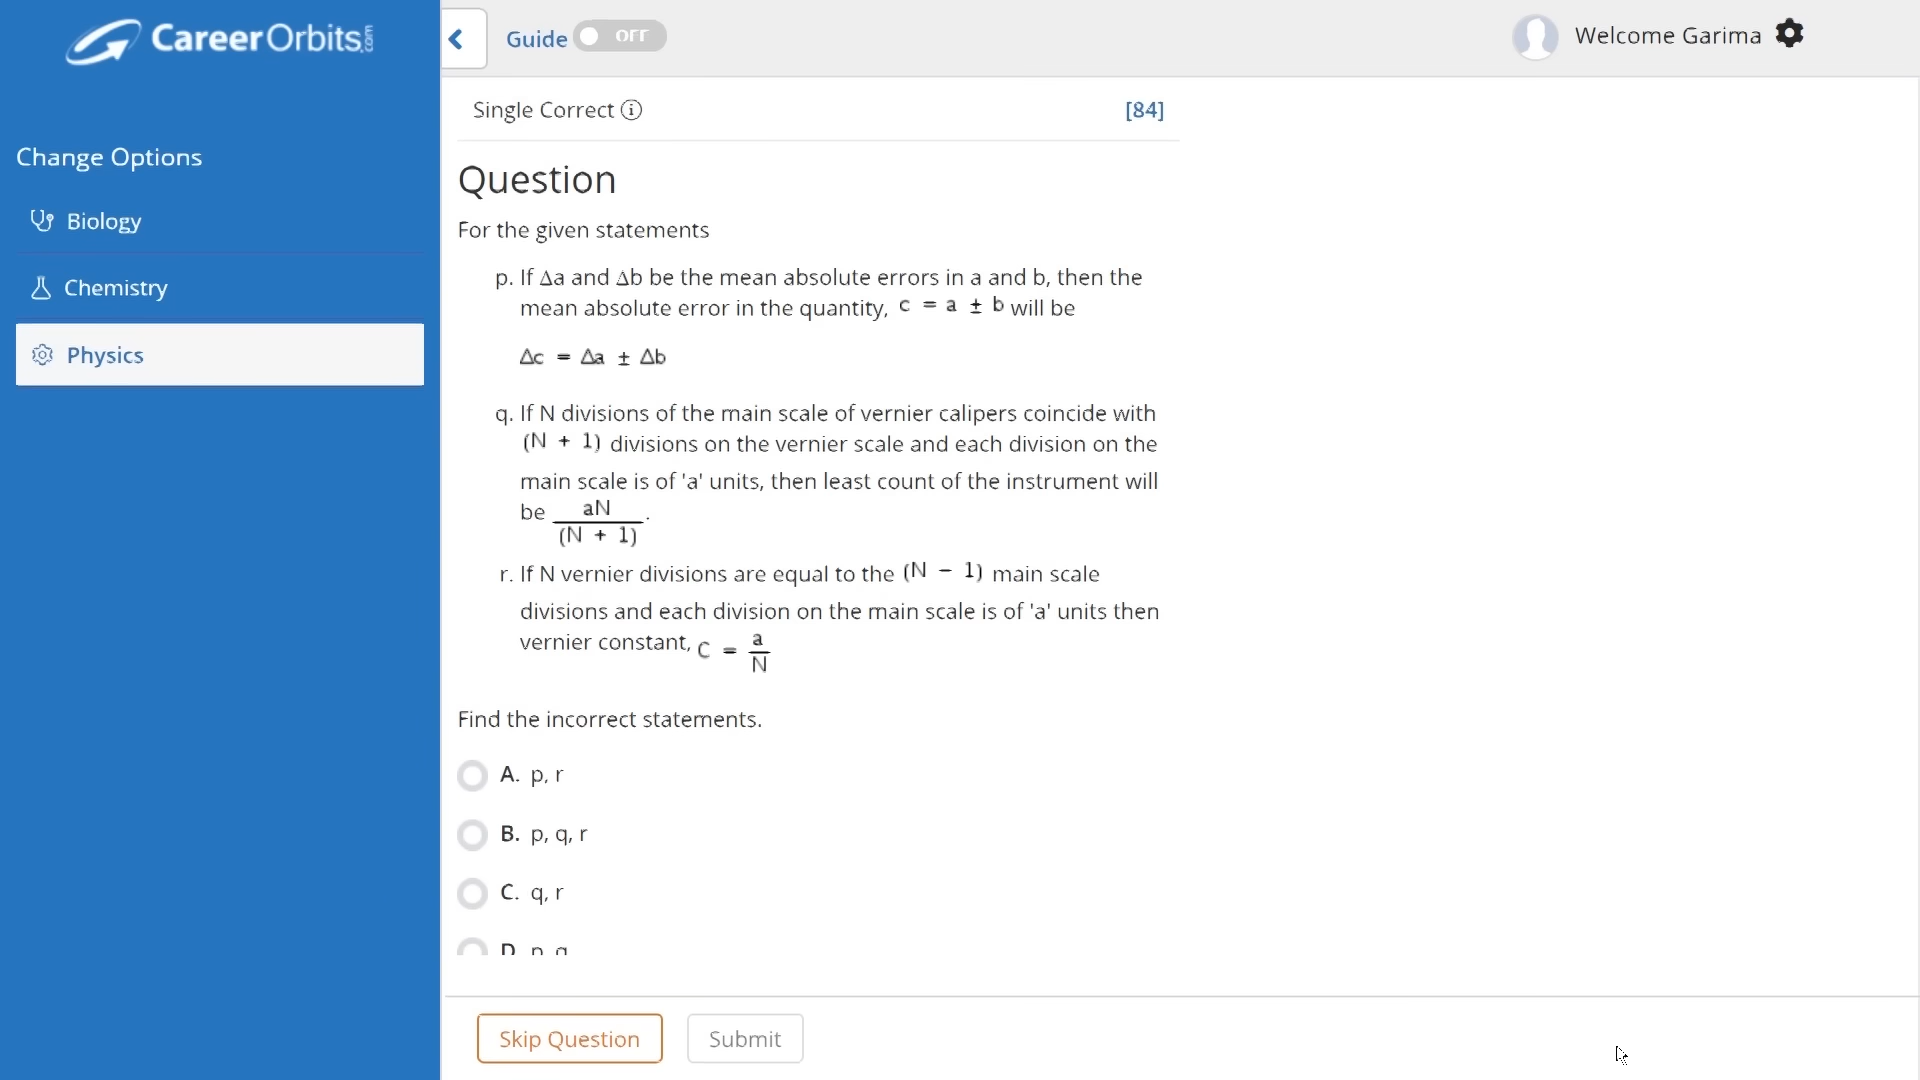 CareerOrbits.com
Guide OFF
Welcome Garima
Change Options
Biology
Chemistry
Physics
Single Correct
[84]
Question
For the given statements
p. If Δa and Δb be the mean absolute errors in a and b, then the
mean absolute error in the quantity, c = a ± b will be
Δc = Δa ± Δb
q. If N divisions of the main scale of vernier calipers coincide with
(N + 1) divisions on the vernier scale and each division on the
main scale is of 'a' units, then least count of the instrument will
be aN/(N + 1).
r. If N vernier divisions are equal to the (N − 1) main scale
divisions and each division on the main scale is of 'a' units then
vernier constant, C = a/N
Find the incorrect statements.
A. p, r
B. p, q, r
C. q, r
D. p, q
Skip Question
Submit